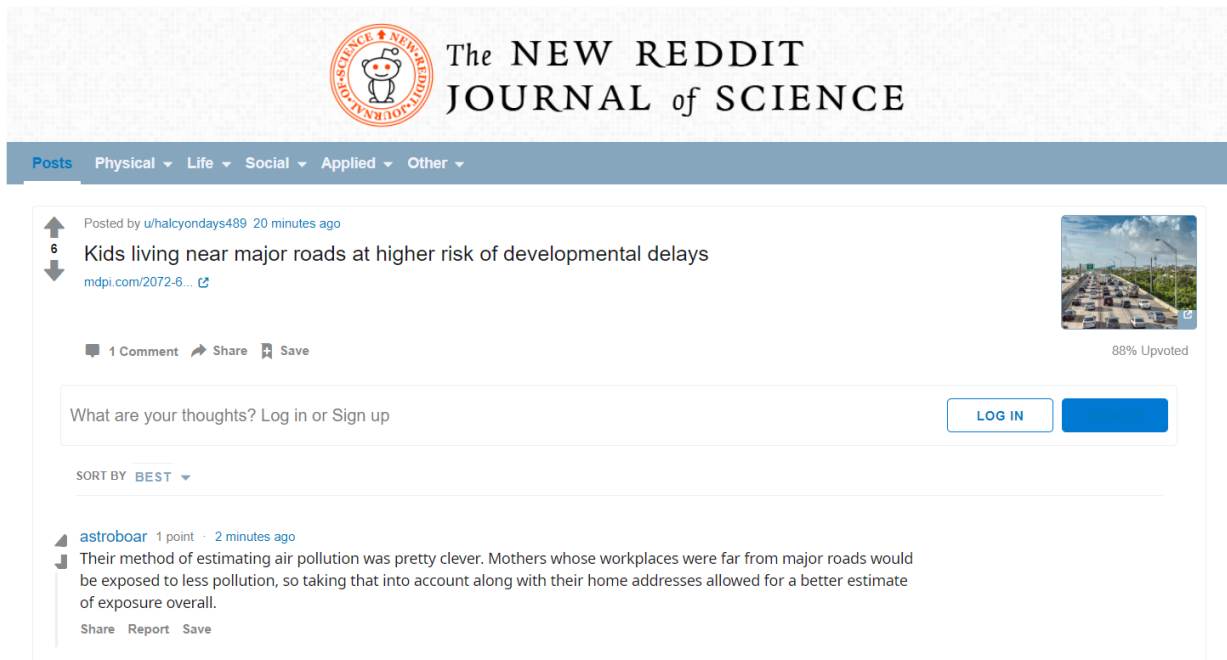 SCIENCE NEW·REDDIT JOURNAL·OF
The NEW REDDIT
JOURNAL of SCIENCE
Posts Physical Life Social Applied Other
Posted by u/halcyondays489 20 minutes ago
6
Kids living near major roads at higher risk of developmental delays
mdpi.com/2072-6...
1 Comment Share Save
88% Upvoted
What are your thoughts? Log in or Sign up
LOG IN
SORT BY BEST
astroboar 1 point · 2 minutes ago
Their method of estimating air pollution was pretty clever. Mothers whose workplaces were far from major roads would
be exposed to less pollution, so taking that into account along with their home addresses allowed for a better estimate
of exposure overall.
Share Report Save